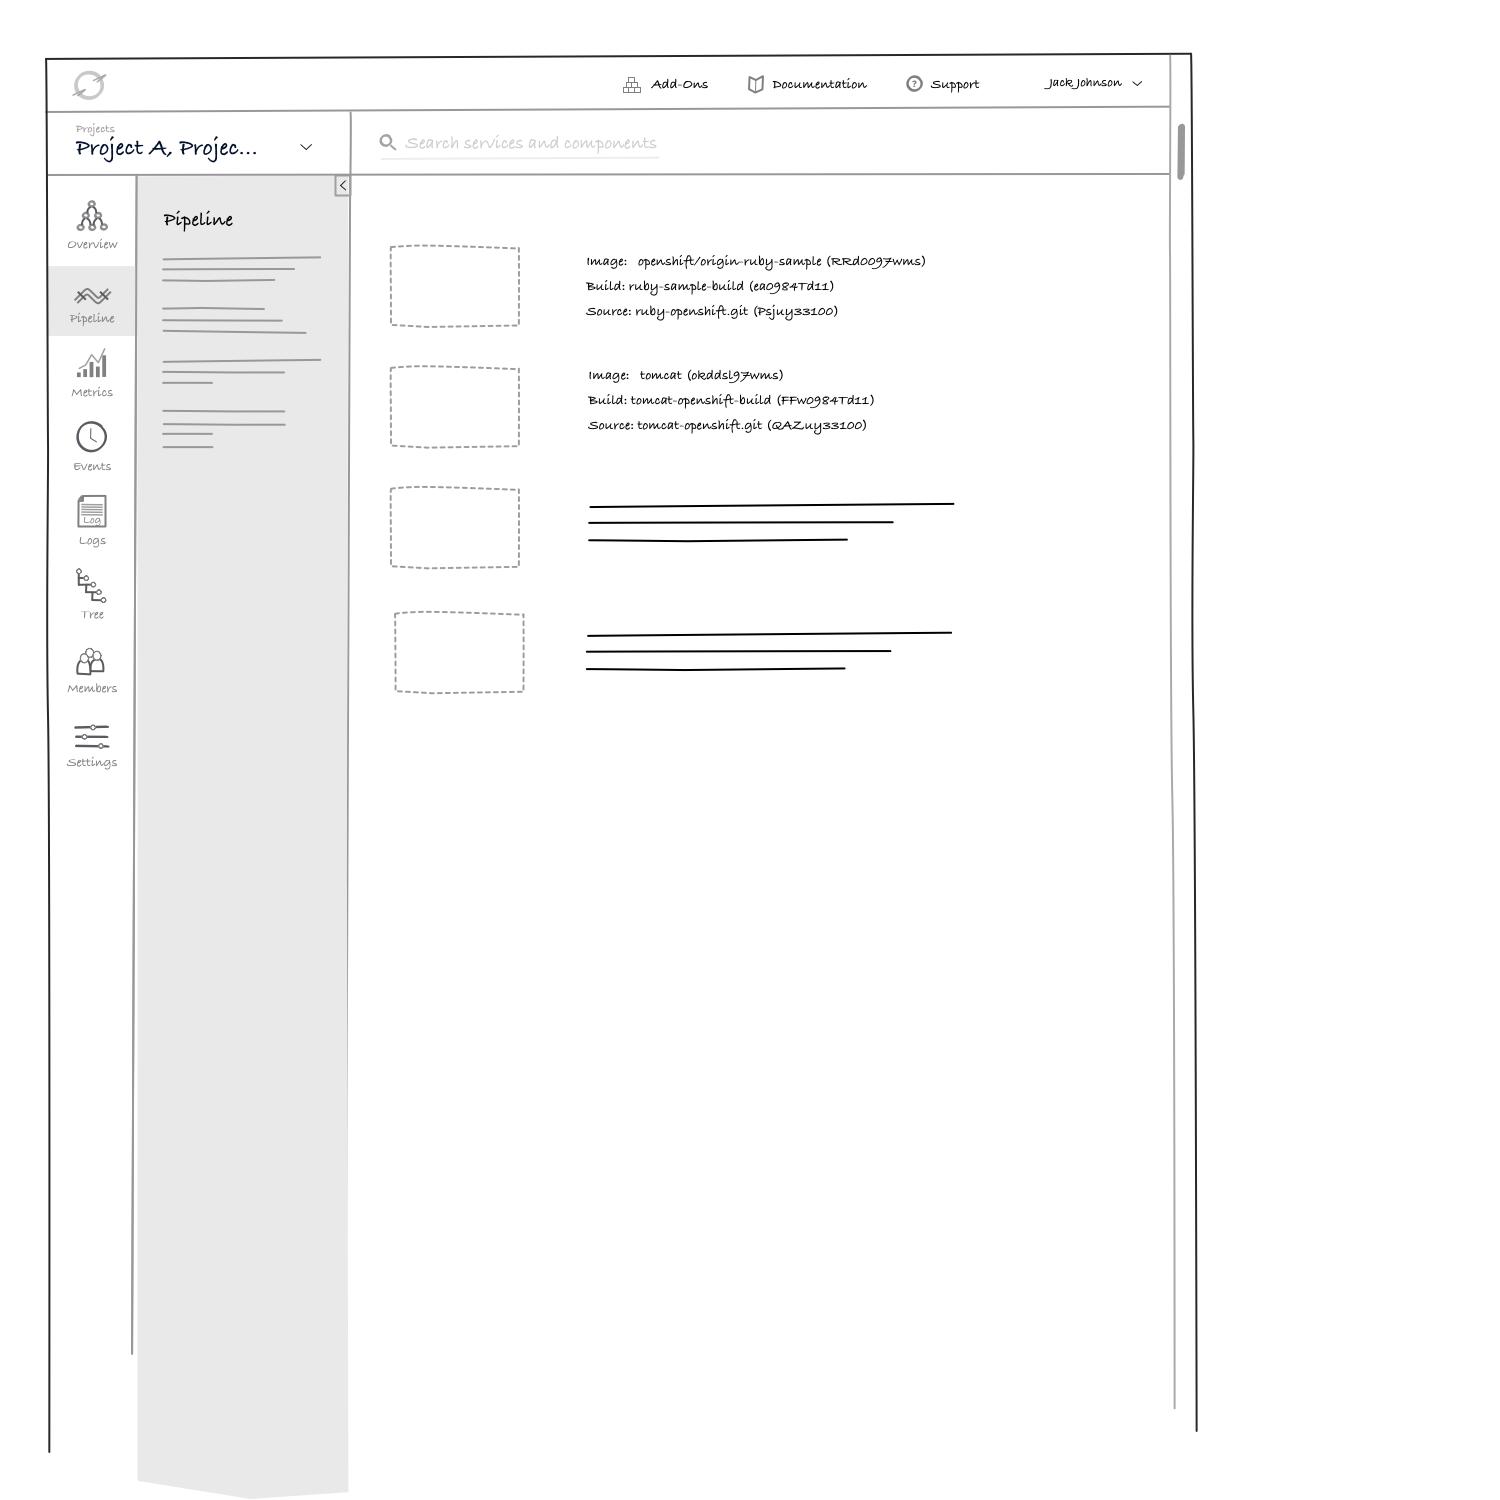 Add-Ons
Documentation
Support
Jack Johnson
Projects
Project A, Projec...
Search services and components
Overview
Pipeline
Metrics
Events
Log
Logs
Tree
Members
Settings
Pipeline
Image: openshift/origin-ruby-sample (RRd0097wms)
Build: ruby-sample-build (ea0984Td11)
Source: ruby-openshift.git (Psjuy33100)
Image: tomcat (okddsl97wms)
Build: tomcat-openshift-build (FFw0984Td11)
Source: tomcat-openshift.git (QAZuy33100)